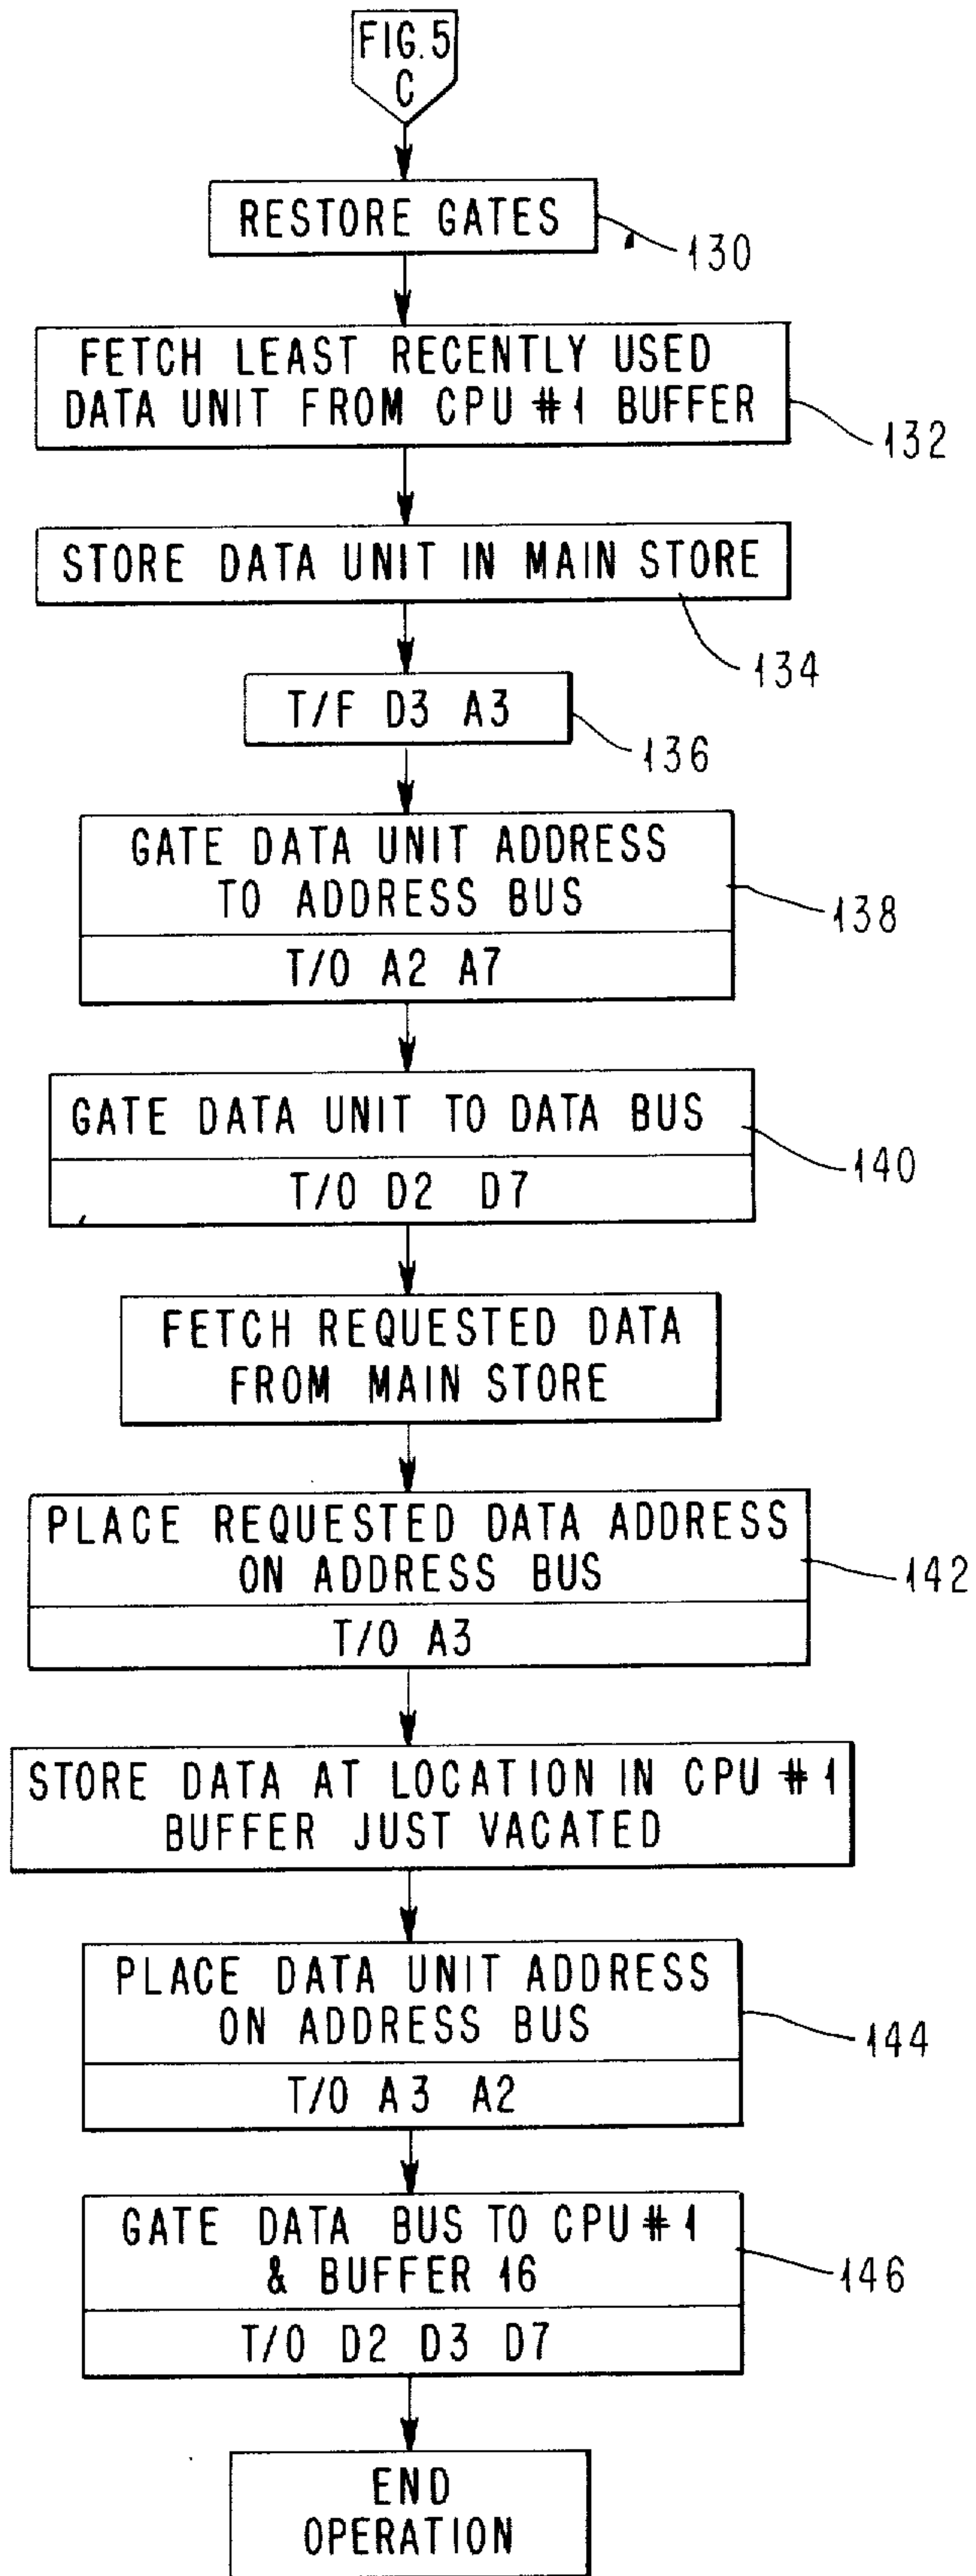 FIG. 5
C
RESTORE GATES
130
FETCH LEAST RECENTLY USED
DATA UNIT FROM CPU #1 BUFFER
132
STORE DATA UNIT IN MAIN STORE
134
T/F D3 A3
136
GATE DATA UNIT ADDRESS
TO ADDRESS BUS
138
T/O A2 A7
GATE DATA UNIT TO DATA BUS
140
T/O D2 D7
FETCH REQUESTED DATA
FROM MAIN STORE
PLACE REQUESTED DATA ADDRESS
ON ADDRESS BUS
142
T/O A3
STORE DATA AT LOCATION IN CPU #1
BUFFER JUST VACATED
PLACE DATA UNIT ADDRESS
ON ADDRESS BUS
144
T/O A3 A2
GATE DATA BUS TO CPU #1
& BUFFER 16
146
T/O D2 D3 D7
END
OPERATION